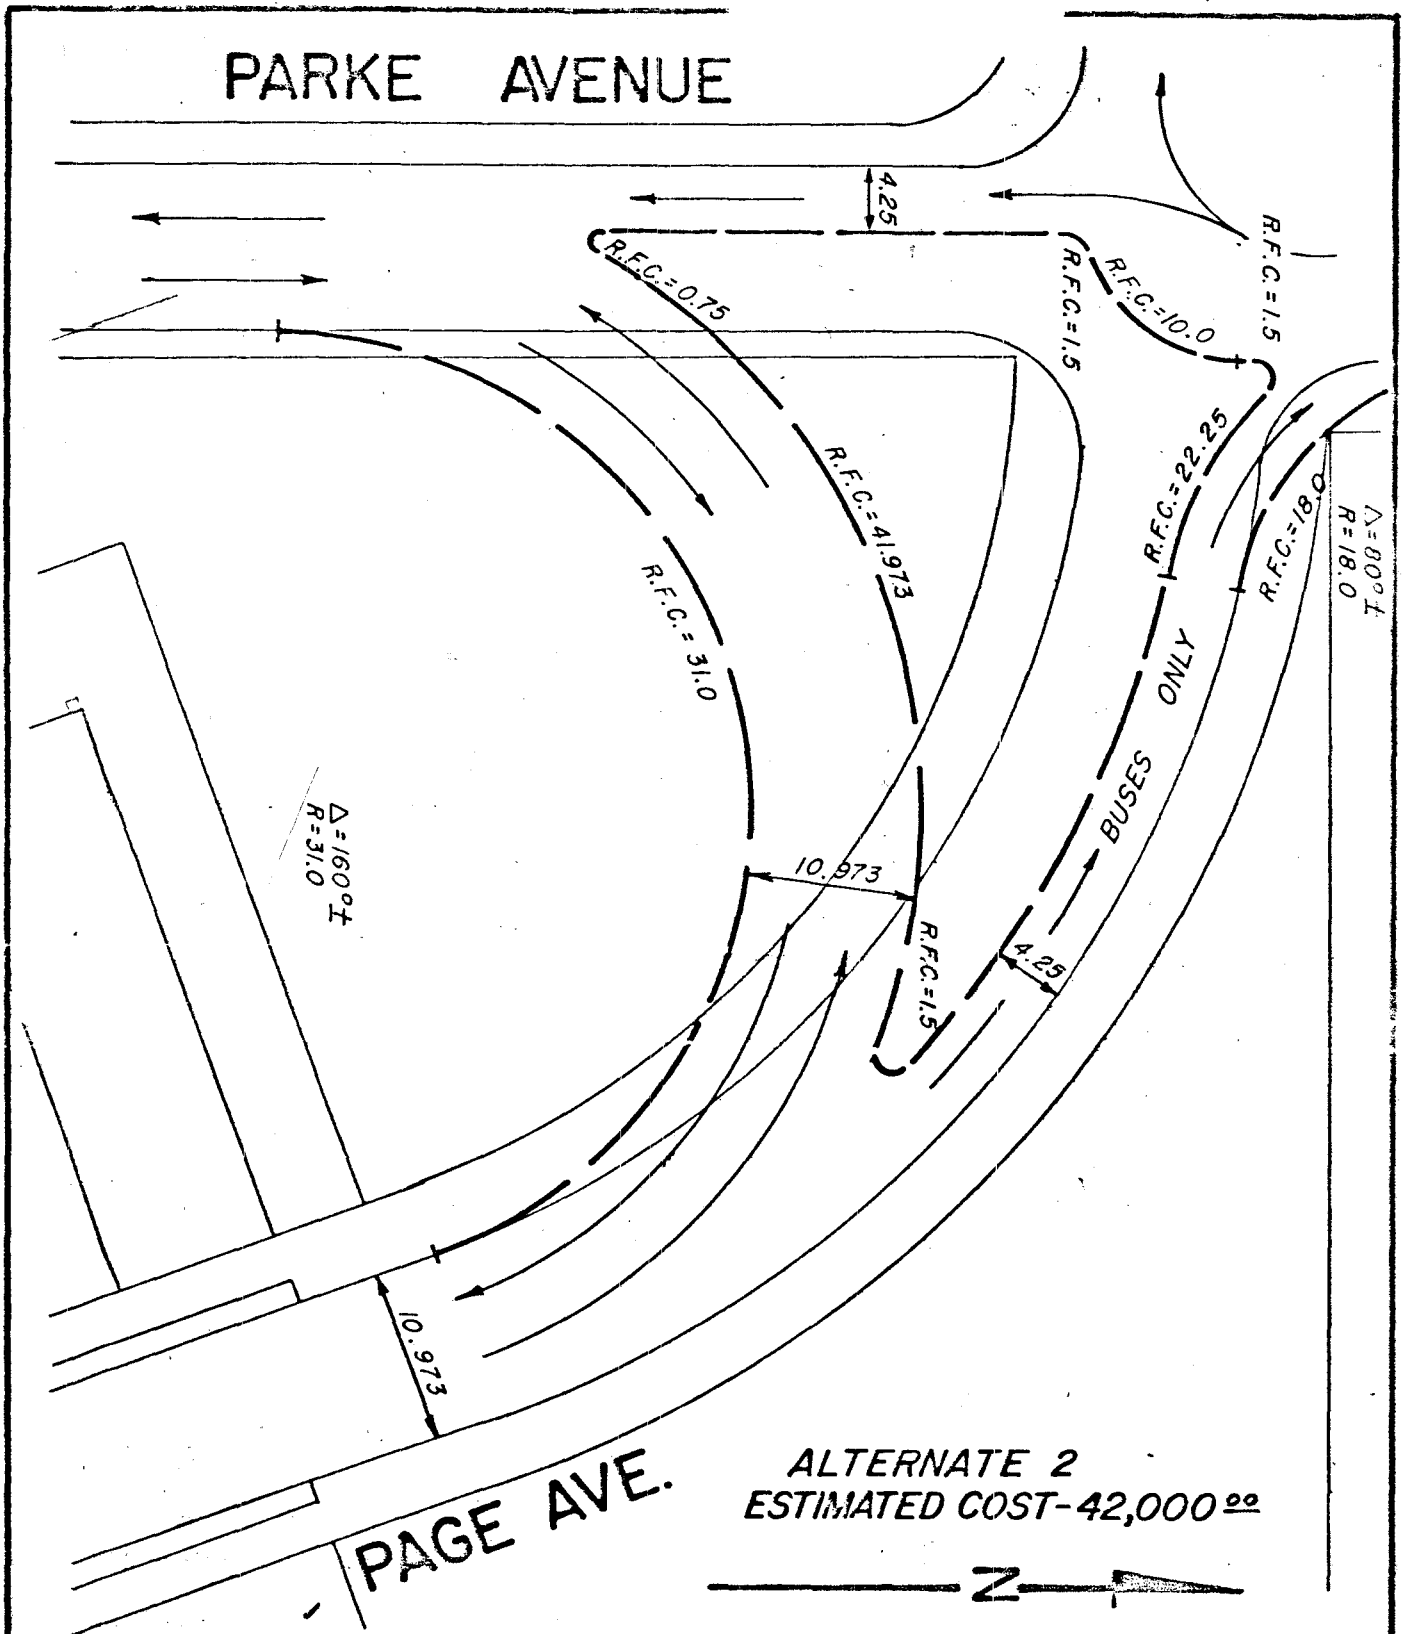 PARKE AVENUE
4.25
R.F.C.=0.75
R.F.C.=1.5
R.F.C.=10.0
R.F.C.=1.5
R.F.C.=41.973
R.F.C.=22.25
R.F.C.=18.0
Δ=80°±
R=18.0
R.F.C.=31.0
BUSES ONLY
Δ=160°±
R=31.0
10.973
R.F.C.=1.5
4.25
10.973
PAGE AVE.
ALTERNATE 2
ESTIMATED COST-42,000⁰⁰
N